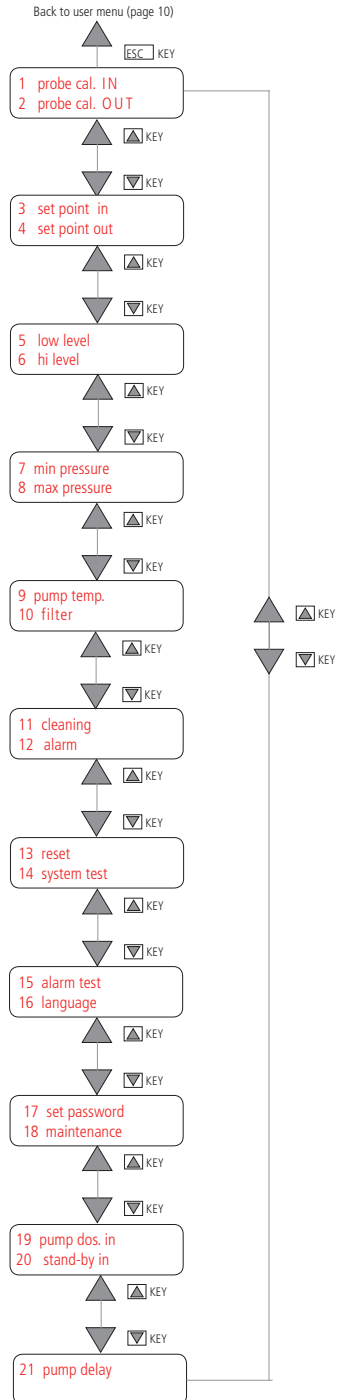 Back to user menu (page 10)
ESC KEY
1 probe cal. IN
2 probe cal. OUT
KEY
KEY
3 set point in
4 set point out
KEY
KEY
5 low level
6 hi level
KEY
KEY
7 min pressure
8 max pressure
KEY
KEY
9 pump temp.
10 filter
KEY
KEY
KEY
KEY
11 cleaning
12 alarm
KEY
KEY
13 reset
14 system test
KEY
KEY
15 alarm test
16 language
KEY
KEY
17 set password
18 maintenance
KEY
KEY
19 pump dos. in
20 stand-by in
KEY
KEY
21 pump delay